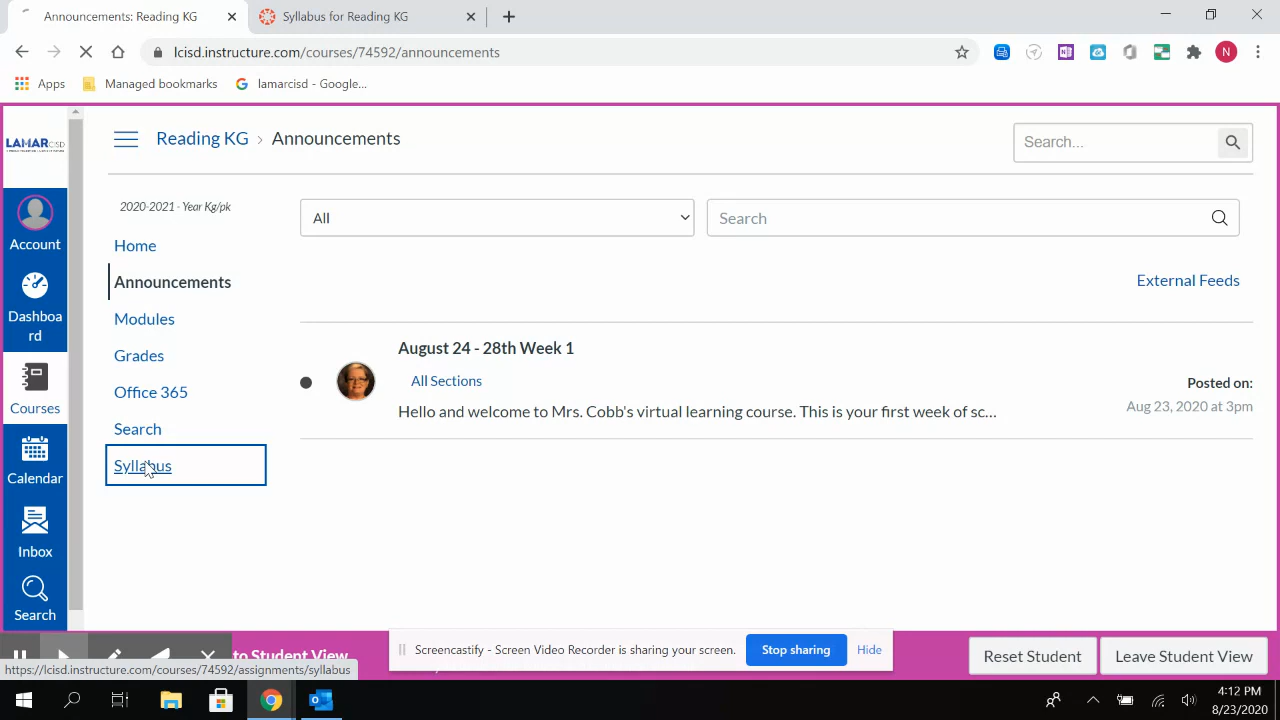 Announcements: Reading KG
Syllabus for Reading KG
lcisd.instructure.com/courses/74592/announcements
N
Apps
Managed bookmarks
lamarcisd - Google...
LAMAR CISD
Reading KG > Announcements
Search...
2020-2021 - Year Kg/pk
All
Search
Account
Home
External Feeds
Announcements
Dashboa
rd
Modules
August 24 - 28th Week 1
Grades
All Sections
Posted on:
Office 365
Courses
Hello and welcome to Mrs. Cobb's virtual learning course. This is your first week of sc...
Aug 23, 2020 at 3pm
Search
Syllabus
Calendar
Inbox
Search
to Student View
Screencastify - Screen Video Recorder is sharing your screen.
Stop sharing
Hide
Reset Student
Leave Student View
https://lcisd.instructure.com/courses/74592/assignments/syllabus
4:12 PM
8/23/2020